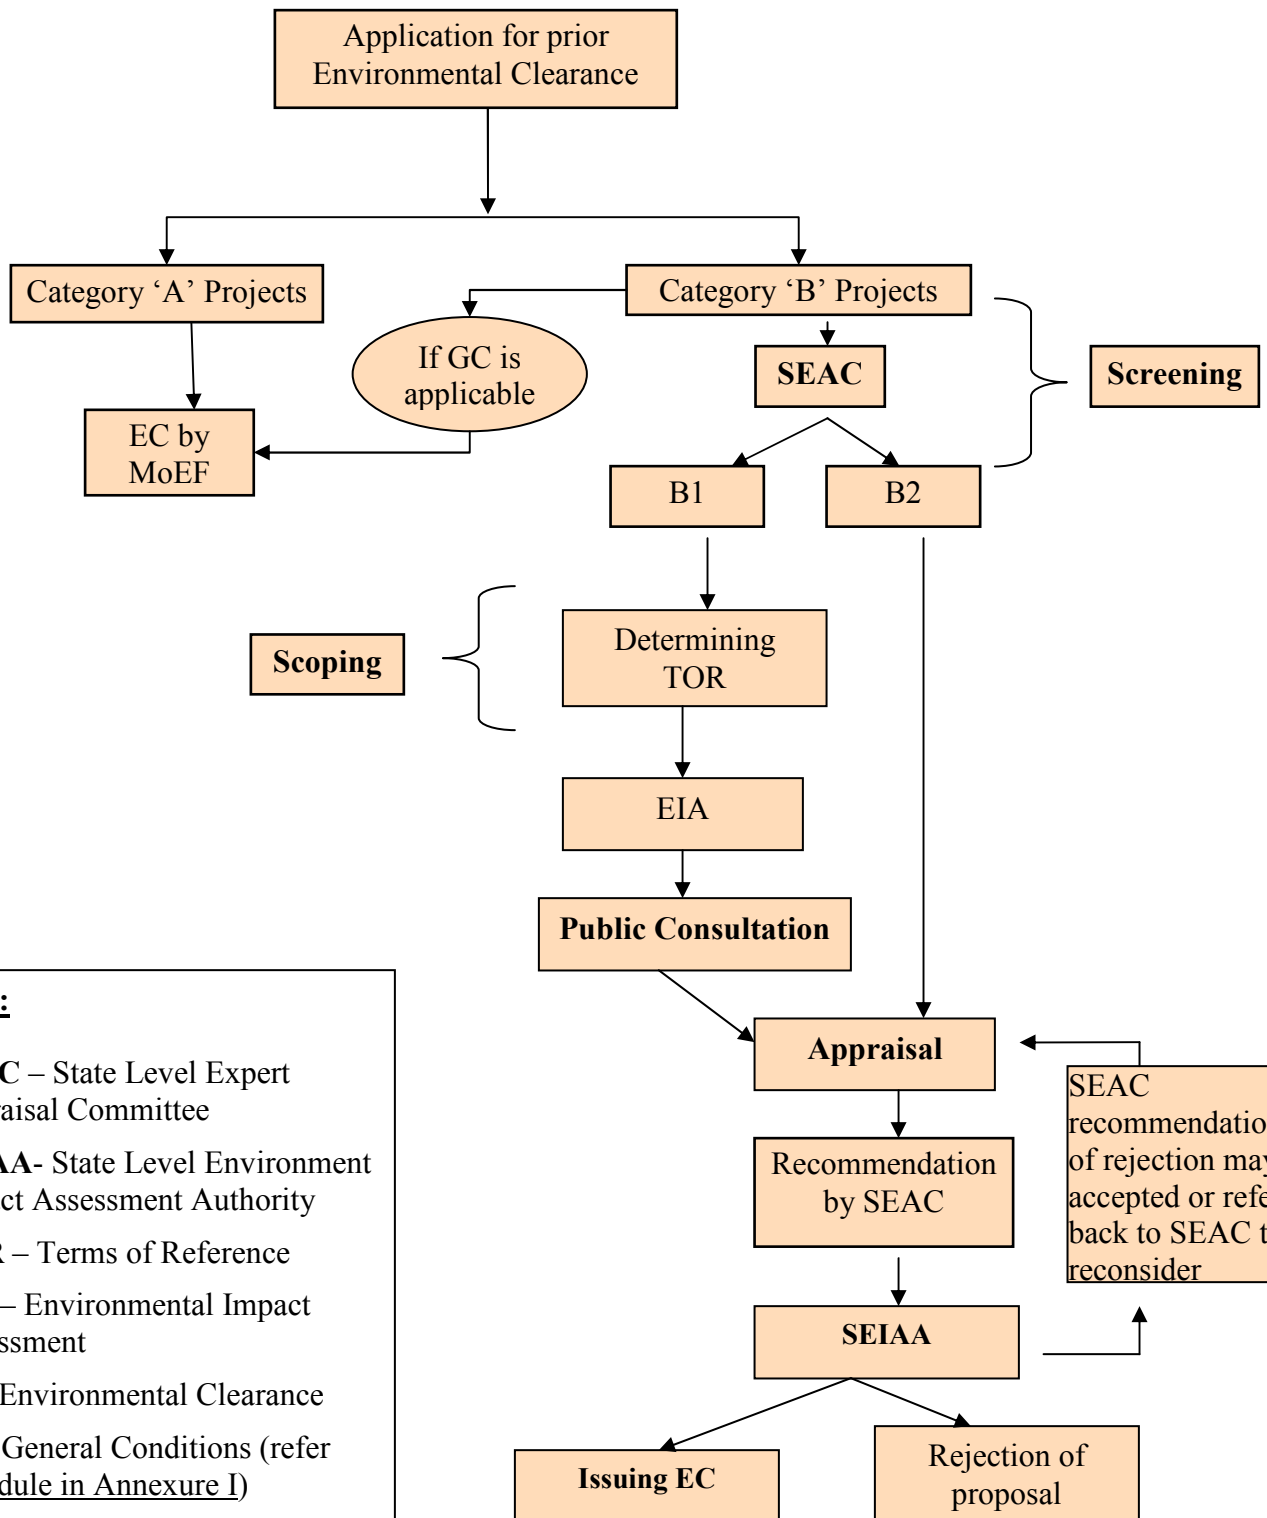 Application for prior
Environmental Clearance
Category ‘A’ Projects
Category ‘B’ Projects
If GC is
applicable
SEAC
Screening
EC by
MoEF
B1
B2
Scoping
Determining
TOR
EIA
Public Consultation
Appraisal
SEAC
of rejection
accepted or
back to SEAC
reconsider
Recommendation
by SEAC
SEIAA
Issuing EC
Rejection of
proposal
:
– State Level Expert
Committee
- State Level Environment
Assessment Authority
– Terms of Reference
– Environmental Impact
Environmental Clearance
General Conditions (refer
in Annexure I)